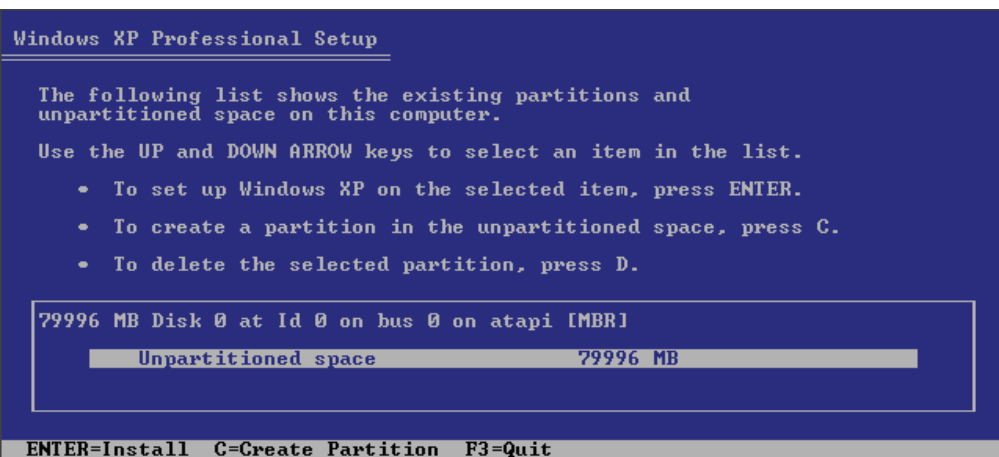 Windows XP Professional Setup
The following list shows the existing partitions and
unpartitioned space on this computer.
Use the UP and DOWN ARROW keys to select an item in the list.
• To set up Windows XP on the selected item, press ENTER.
• To create a partition in the unpartitioned space, press C.
• To delete the selected partition, press D.
79996 MB Disk 0 at Id 0 on bus 0 on atapi [MBR]
Unpartitioned space 79996 MB
ENTER=Install C=Create Partition F3=Quit